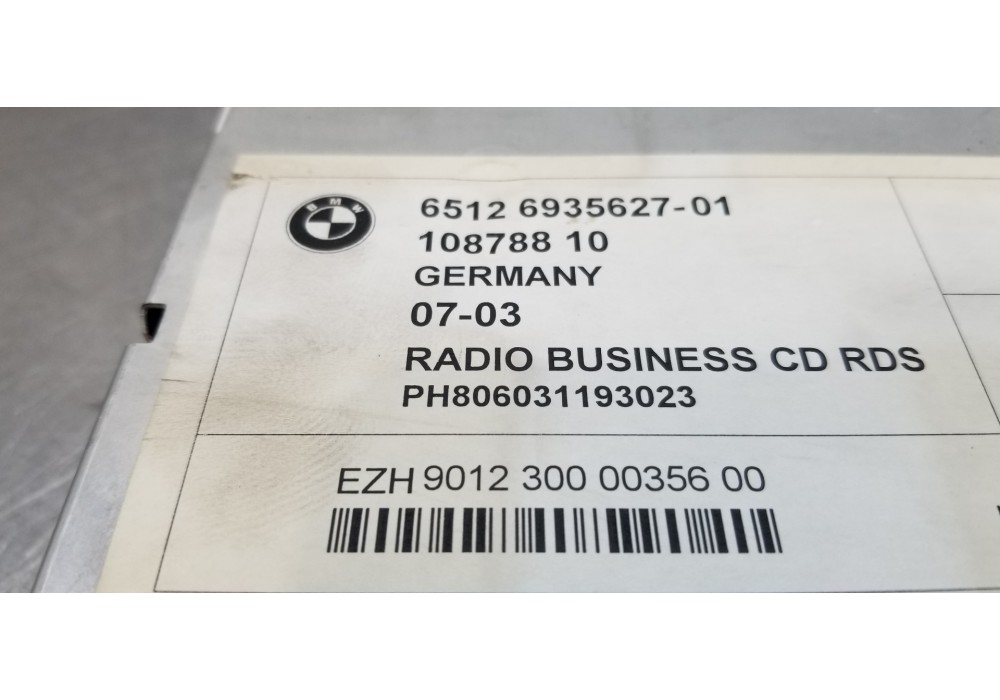 BMW
6512 6935627-01
108788 10
GERMANY
07-03
RADIO BUSINESS CD RDS
PH806031193023
EZH 9012 300 00356 00